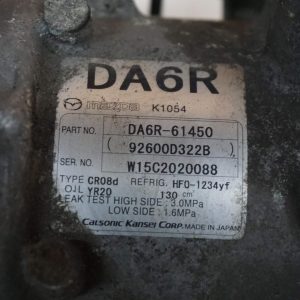 DA6R
mazda K1054
PART NO. DA6R-61450
( 92600D322B )
SER NO. W15C2020088
TYPE CR08d REFRIG. HFO-1234yf
OIL YR20 130 cm³
LEAK TEST HIGH SIDE : 3.0MPa
LOW SIDE : 1.6MPa
Calsonic Kansei CORP. MADE IN JAPAN